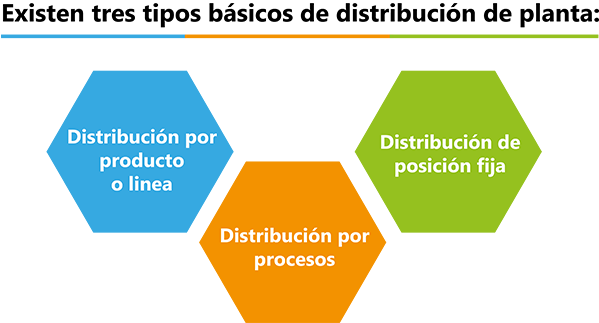 Existen tres tipos básicos de distribución de planta:
Distribución por
producto
o linea
Distribución por
procesos
Distribución de
posición fija